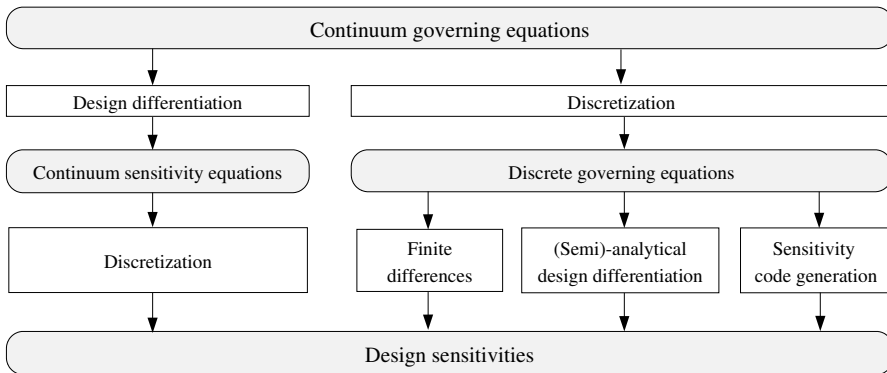 Continuum governing equations
Design differentiation
Discretization
Continuum sensitivity equations
Discrete governing equations
Discretization
Finite
differences
(Semi)-analytical
design differentiation
Sensitivity
code generation
Design sensitivities